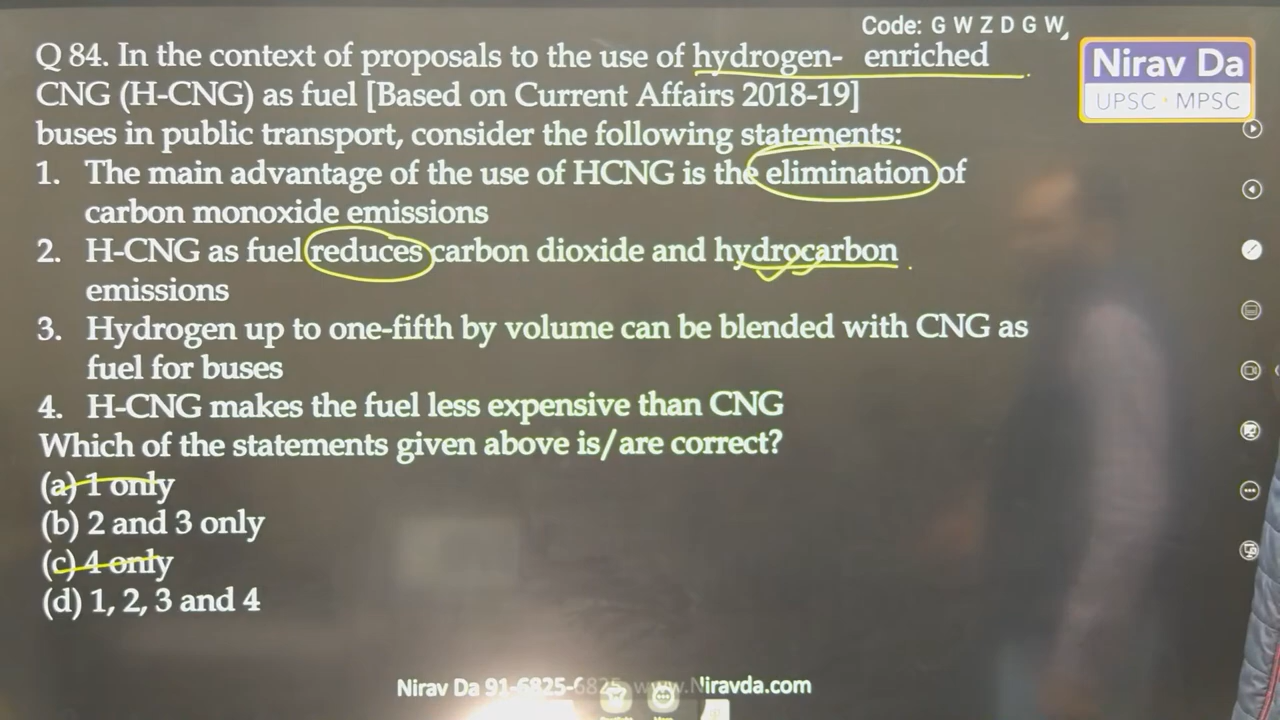 Code: G W Z D G W
Q 84. In the context of proposals to the use of hydrogen- enriched
CNG (H-CNG) as fuel [Based on Current Affairs 2018-19]
buses in public transport, consider the following statements:
1. The main advantage of the use of HCNG is the elimination of
carbon monoxide emissions
2. H-CNG as fuel reduces carbon dioxide and hydrocarbon
emissions
3. Hydrogen up to one-fifth by volume can be blended with CNG as
fuel for buses
4. H-CNG makes the fuel less expensive than CNG
Which of the statements given above is/are correct?
(a) 1 only
(b) 2 and 3 only
(c) 4 only
(d) 1, 2, 3 and 4
Nirav Da
UPSC · MPSC
Nirav Da 91-6825-6825 www.Niravda.com